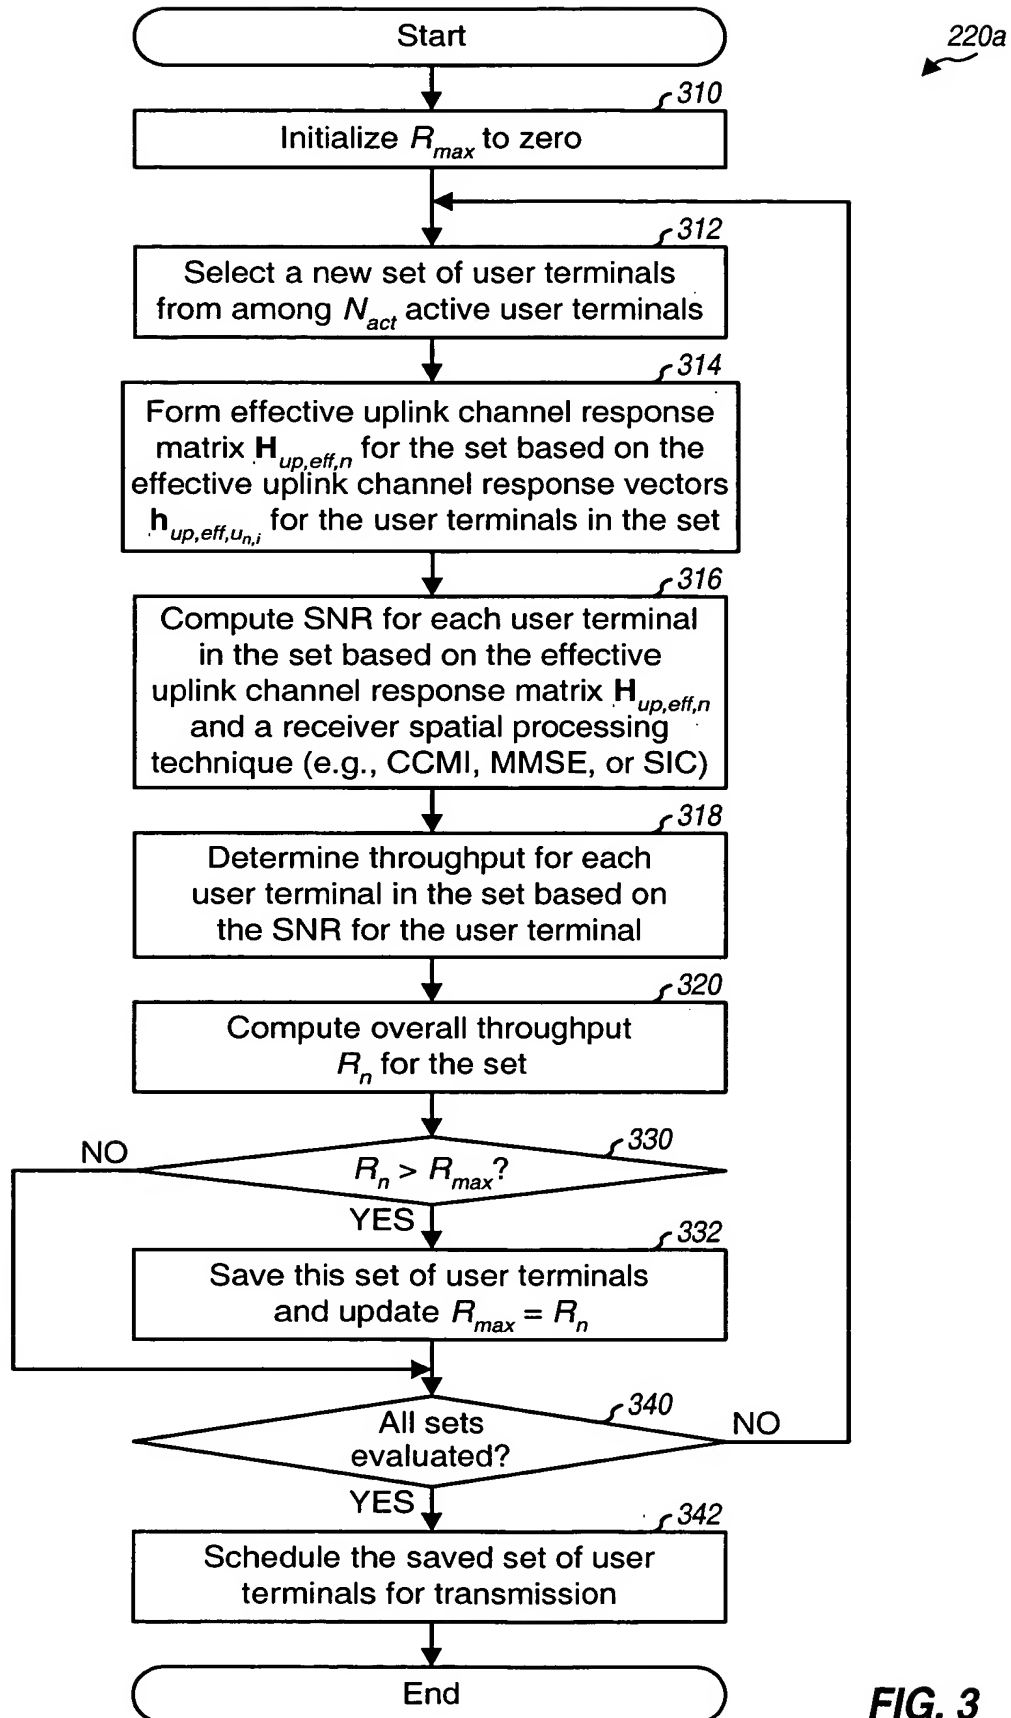 Start
220a
310
Initialize R_max to zero
312
Select a new set of user terminals
from among N_act active user terminals
314
Form effective uplink channel response
matrix H_up,eff,n for the set based on the
effective uplink channel response vectors
h_up,eff,u_n,i for the user terminals in the set
316
Compute SNR for each user terminal
in the set based on the effective
uplink channel response matrix H_up,eff,n
and a receiver spatial processing
technique (e.g., CCMI, MMSE, or SIC)
318
Determine throughput for each
user terminal in the set based on
the SNR for the user terminal
320
Compute overall throughput
R_n for the set
330
NO
R_n > R_max?
YES
332
Save this set of user terminals
and update R_max = R_n
340
All sets
evaluated?
NO
YES
342
Schedule the saved set of user
terminals for transmission
End
FIG. 3